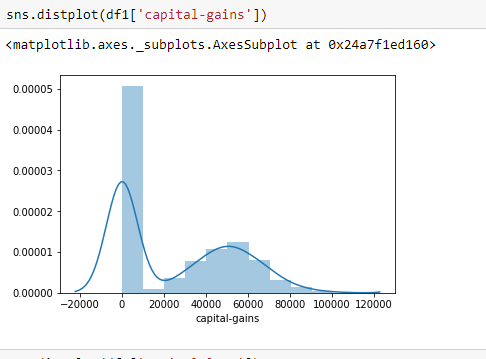 sns.distplot(df1['capital-gains'])
<matplotlib.axes._subplots.AxesSubplot at 0x24a7f1ed160>
0.00005
0.00004
0.00003
0.00002
0.00001
0.00000
−20000 0 20000 40000 60000 80000 100000 120000
capital-gains